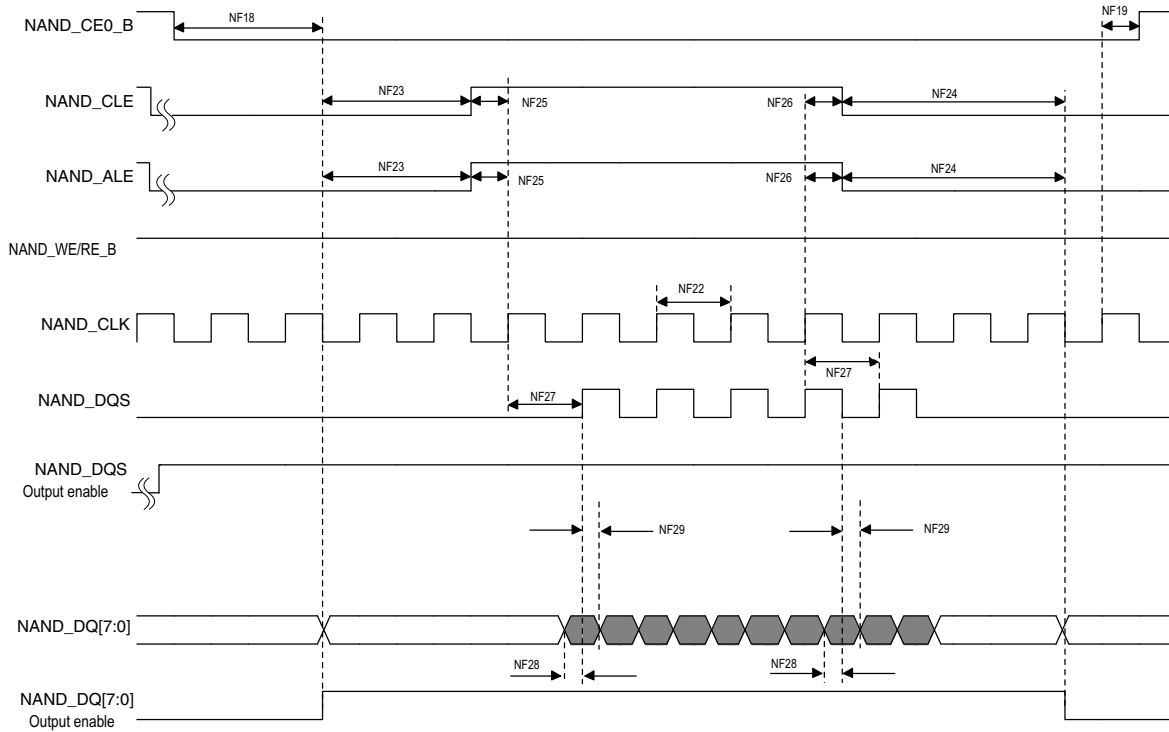 NF18
NF19
NAND_CE0_B
NF23
NF25
NF26
NF24
NAND_CLE
NF23
NF25
NF26
NF24
NAND_ALE
NAND_WE/RE_B
NF22
NAND_CLK
NF27
NF27
NAND_DQS
NAND_DQS
Output enable
NF29
NF29
NAND_DQ[7:0]
NF28
NF28
NAND_DQ[7:0]
Output enable